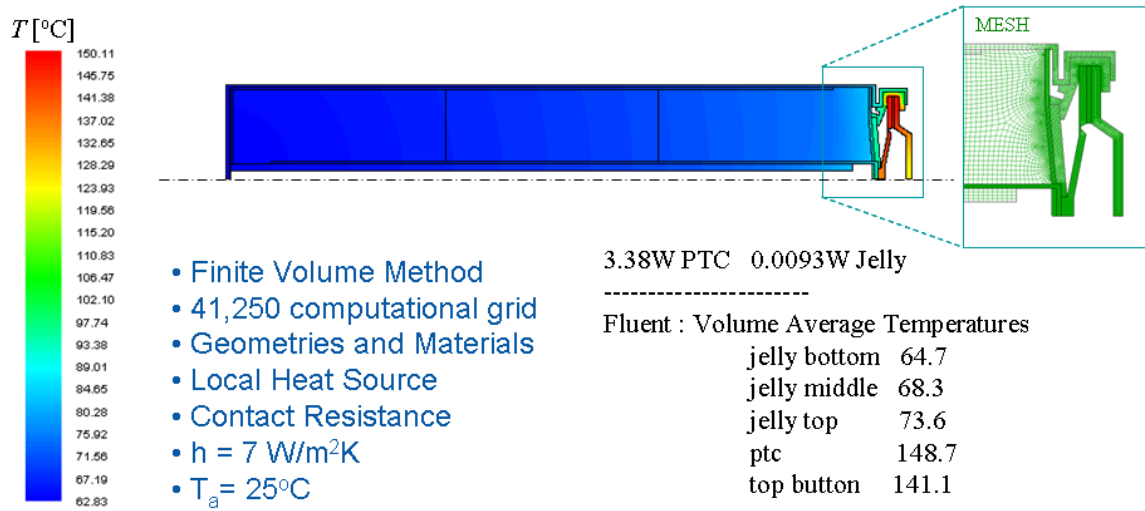 T [°C]
150.11
145.75
141.38
137.02
132.65
128.29
123.93
119.56
110.83
106.47
102.10
97.74
93.38
89.01
84.65
80.28
75.92
71.56
67.19
62.83
MESH
• Finite Volume Method
• 41,250 computational grid
• Geometries and Materials
• Local Heat Source
• Contact Resistance
• h = 7 W/m²K
• Tₐ= 25°C
3.38W PTC 0.0093W Jelly
-----------------------
Fluent : Volume Average Temperatures
jelly bottom 64.7
jelly middle 68.3
jelly top 73.6
ptc 148.7
top button 141.1